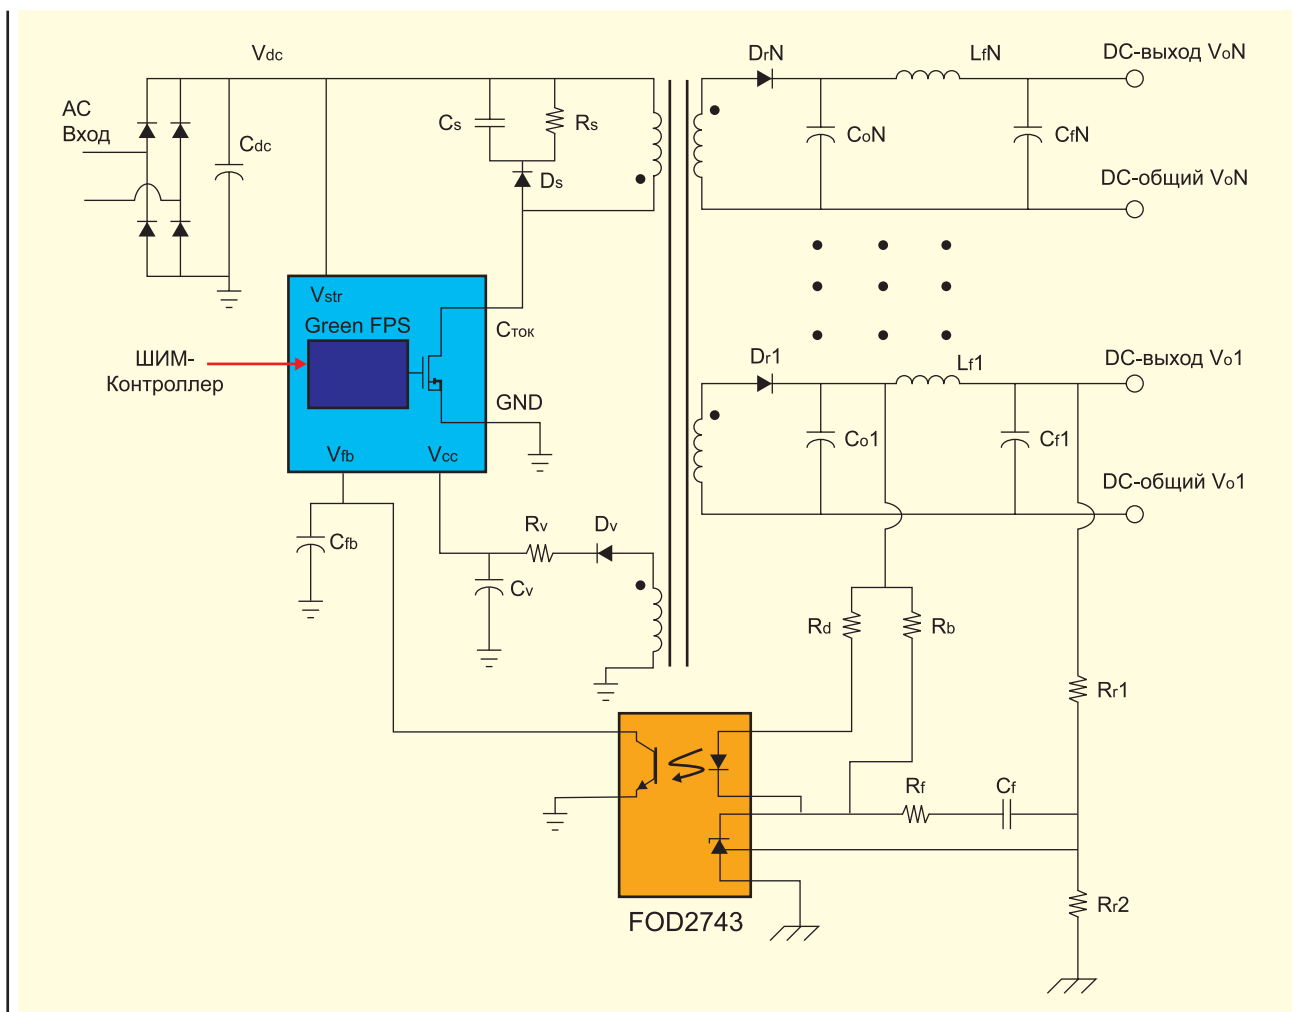 Vdc
DrN
LfN
DC-выход VoN
AC
Вход
Cdc
Cs
Rs
CoN
CfN
Ds
DC-общий VoN
Vstr
Green FPS
Cток
ШИМ-
Контроллер
GND
Vfb
Vcc
Dr1
Lf1
DC-выход Vo1
Co1
Cf1
DC-общий Vo1
Cfb
Rv
Dv
Cv
Rd
Rb
Rr1
Rf
Cf
Rr2
FOD2743